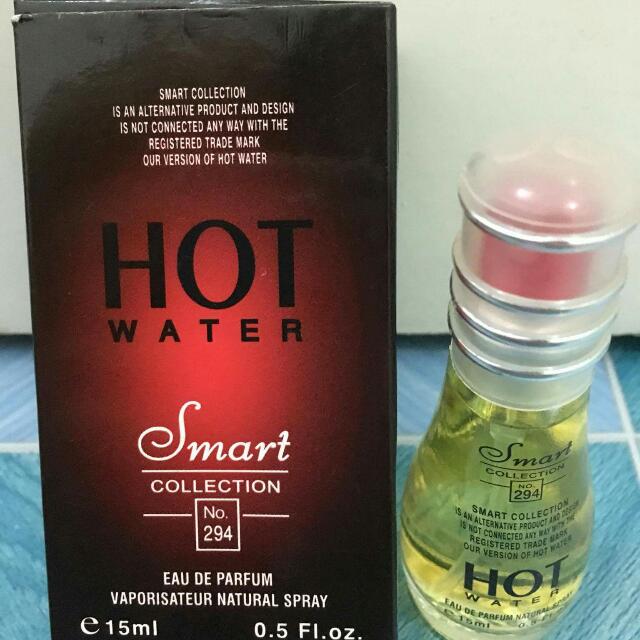 SMART COLLECTION
IS AN ALTERNATIVE PRODUCT AND DESIGN
IS NOT CONNECTED ANY WAY WITH THE
REGISTERED TRADE MARK
OUR VERSION OF HOT WATER
HOT
WATER
Smart
COLLECTION
No.
294
EAU DE PARFUM
VAPORISATEUR NATURAL SPRAY
e 15ml 0.5 Fl.oz.
Smart
COLLECTION
No.
294
SMART COLLECTION
IS AN ALTERNATIVE PRODUCT AND DESIGN
IS NOT CONNECTED ANY WAY WITH THE
REGISTERED TRADE MARK
OUR VERSION OF HOT WATER
HOT
WATER
EAU DE PARFUM NATURAL SPRAY
15ml 0.5 Fl.